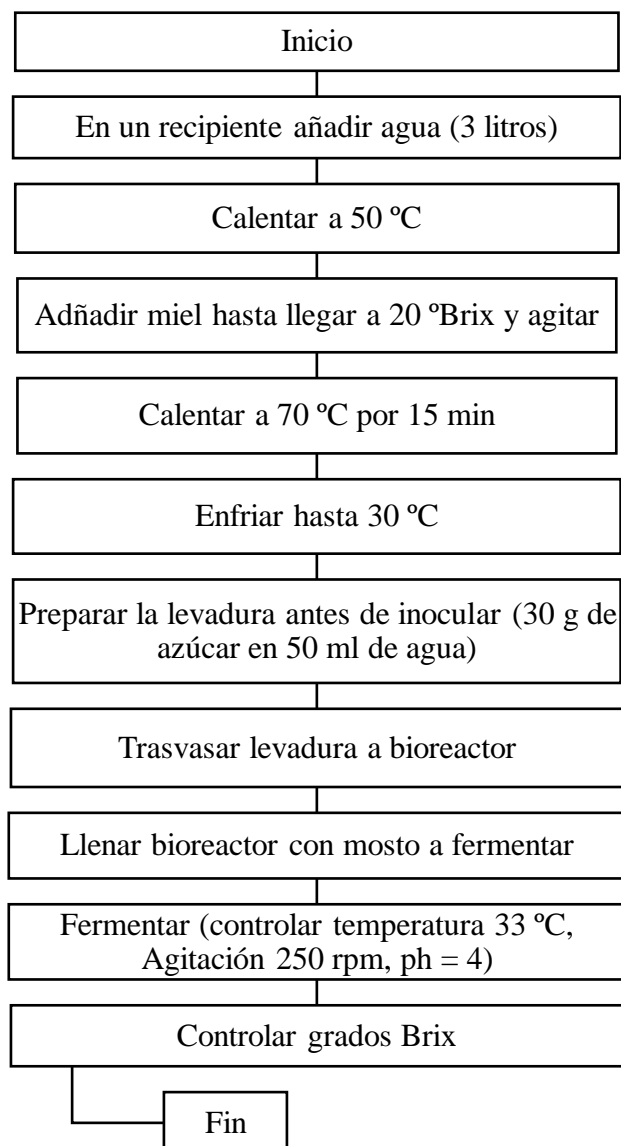 Inicio
En un recipiente añadir agua (3 litros)
Calentar a 50 ºC
Adñadir miel hasta llegar a 20 ºBrix y agitar
Calentar a 70 ºC por 15 min
Enfriar hasta 30 ºC
Preparar la levadura antes de inocular (30 g de
azúcar en 50 ml de agua)
Trasvasar levadura a bioreactor
Llenar bioreactor con mosto a fermentar
Fermentar (controlar temperatura 33 ºC,
Agitación 250 rpm, ph = 4)
Controlar grados Brix
Fin